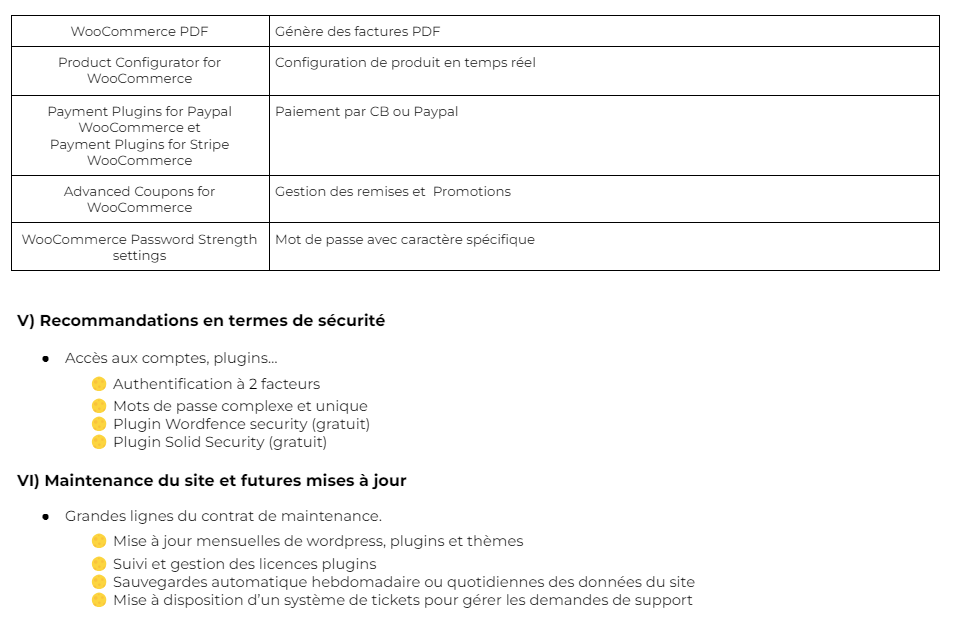 WooCommerce PDF
Génère des factures PDF
Product Configurator for
WooCommerce
Configuration de produit en temps réel
Payment Plugins for Paypal
WooCommerce et
Payment Plugins for Stripe
WooCommerce
Paiement par CB ou Paypal
Advanced Coupons for
WooCommerce
Gestion des remises et  Promotions
WooCommerce Password Strength
settings
Mot de passe avec caractère spécifique
V) Recommandations en termes de sécurité
● Accès aux comptes, plugins...
Authentification à 2 facteurs
Mots de passe complexe et unique
Plugin Wordfence security (gratuit)
Plugin Solid Security (gratuit)
VI) Maintenance du site et futures mises à jour
● Grandes lignes du contrat de maintenance.
Mise à jour mensuelles de wordpress, plugins et thèmes
Suivi et gestion des licences plugins
Sauvegardes automatique hebdomadaire ou quotidiennes des données du site
Mise à disposition d'un système de tickets pour gérer les demandes de support